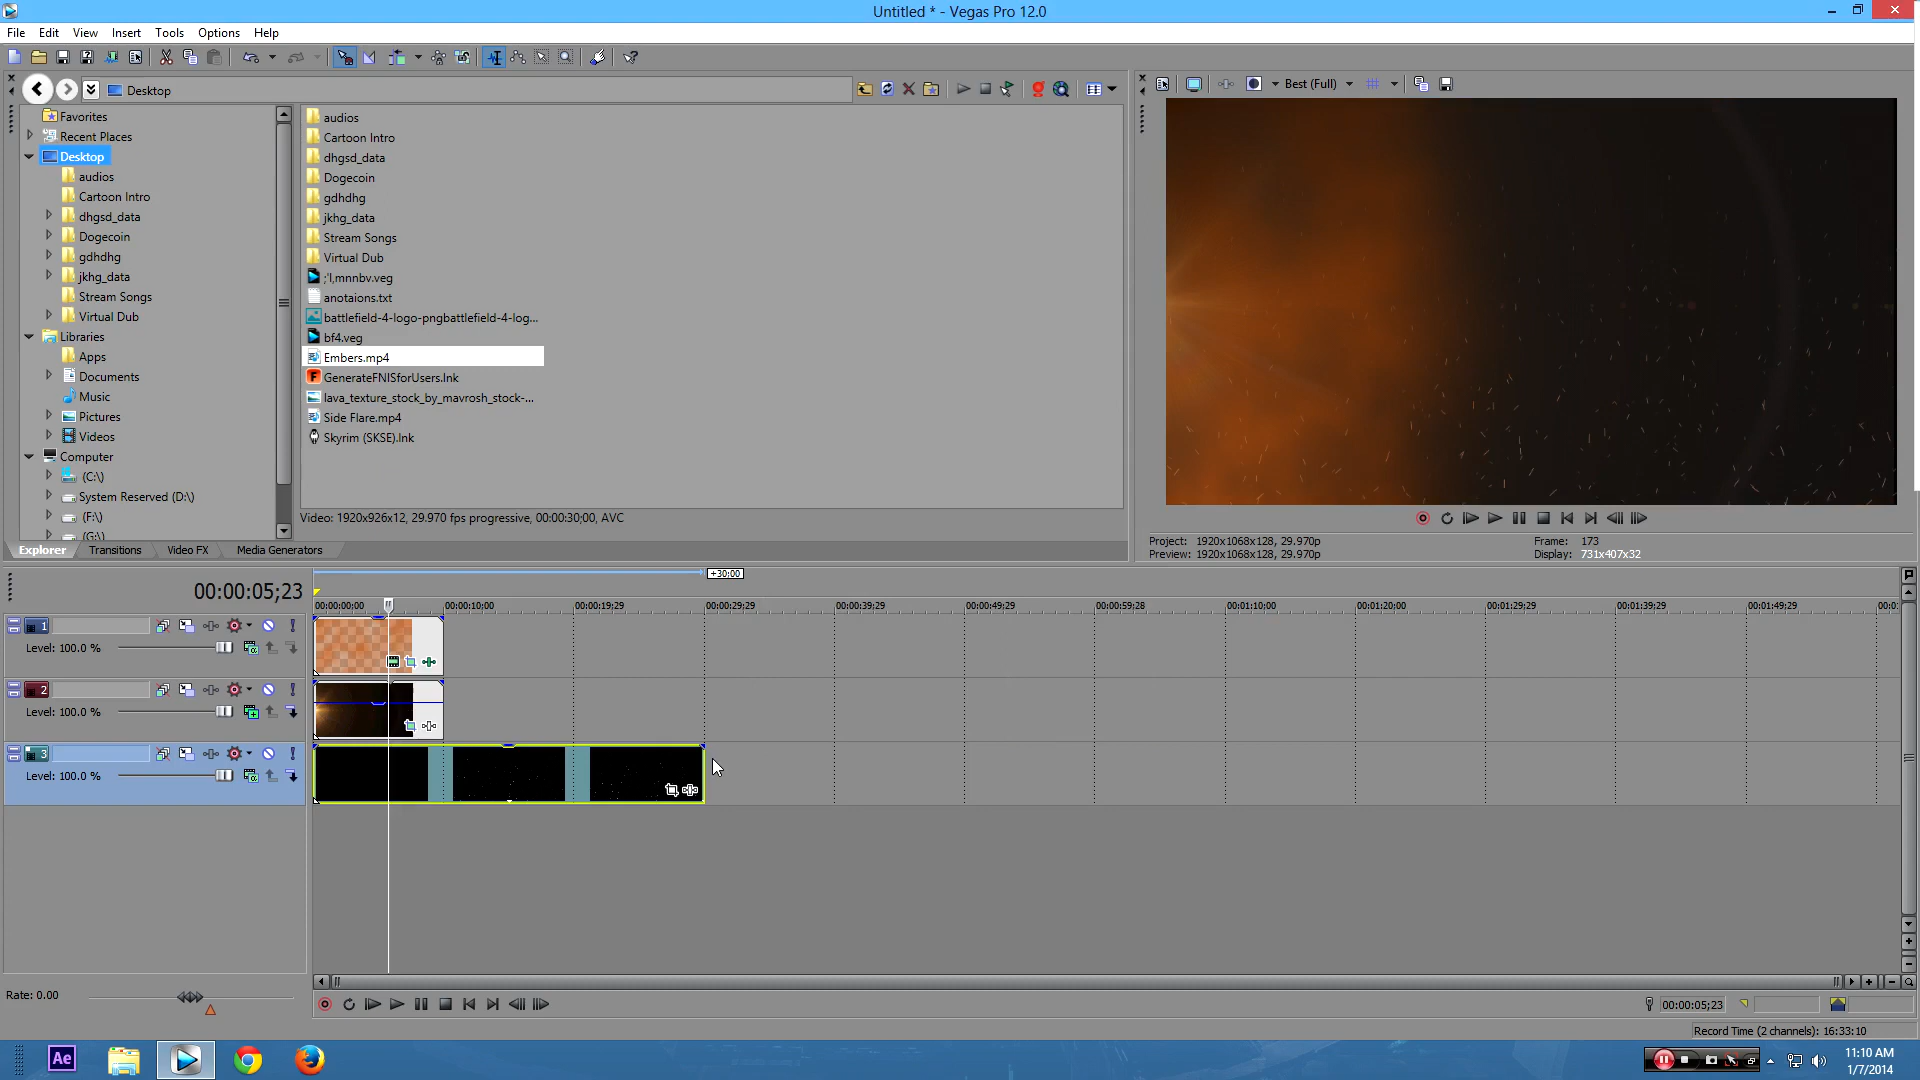 Untitled * - Vegas Pro 12.0
File Edit View Insert Tools Options Help
Desktop
Best (Full)
Favorites
Recent Places
Desktop
audios
Cartoon Intro
dhgsd_data
Dogecoin
gdhdhg
jkhg_data
Stream Songs
Virtual Dub
Libraries
Apps
Documents
Music
Pictures
Videos
Computer
(C:\)
System Reserved (D:\)
(F:\)
(G:\)
audios
Cartoon Intro
dhgsd_data
Dogecoin
gdhdhg
jkhg_data
Stream Songs
Virtual Dub
;'l,mnnbv.veg
anotaions.txt
battlefield-4-logo-pngbattlefield-4-log...
bf4.veg
Embers.mp4
GenerateFNISforUsers.lnk
lava_texture_stock_by_mavrosh_stock-...
Side Flare.mp4
Skyrim (SKSE).lnk
Video: 1920x926x12, 29.970 fps progressive, 00:00:30;00, AVC
Explorer Transitions Video FX Media Generators
Project: 1920x1068x128, 29.970p
Preview: 1920x1068x128, 29.970p
Frame: 173
Display: 731x407x32
00:00:05;23
+30;00
00:00:00;00 00:00:10;00 00:00:19;29 00:00:29;29 00:00:39;29 00:00:49;29 00:00:59;28 00:01:10;00 00:01:20;00 00:01:29;29 00:01:39;29 00:01:49;29 00:0
1
Level: 100.0 %
2
Level: 100.0 %
3
Level: 100.0 %
Rate: 0.00
00:00:05;23
Record Time (2 channels): 16:33:10
Ae
11:10 AM
1/7/2014